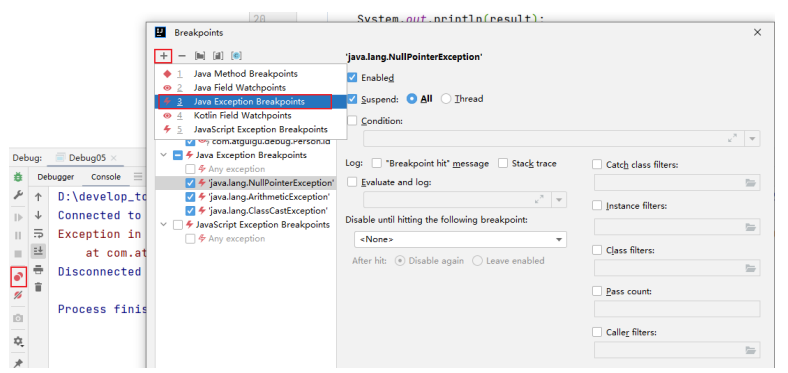 20 System.out.println(result);
Breakpoints
'java.lang.NullPointerException'
1 Java Method Breakpoints
2 Java Field Watchpoints
3 Java Exception Breakpoints
4 Kotlin Field Watchpoints
5 JavaScript Exception Breakpoints
com.atguigu.debug.Person.id
Java Exception Breakpoints
Any exception
'java.lang.NullPointerException'
'java.lang.ArithmeticException'
'java.lang.ClassCastException'
JavaScript Exception Breakpoints
Any exception
Enabled
Suspend: All Thread
Condition:
Log: "Breakpoint hit" message Stack trace
Evaluate and log:
Disable until hitting the following breakpoint:
<None>
After hit: Disable again Leave enabled
Catch class filters:
Instance filters:
Class filters:
Pass count:
Caller filters:
Debug: Debug05
Debugger Console
D:\develop_to
Connected to
Exception in
at com.at
Disconnected
Process finis